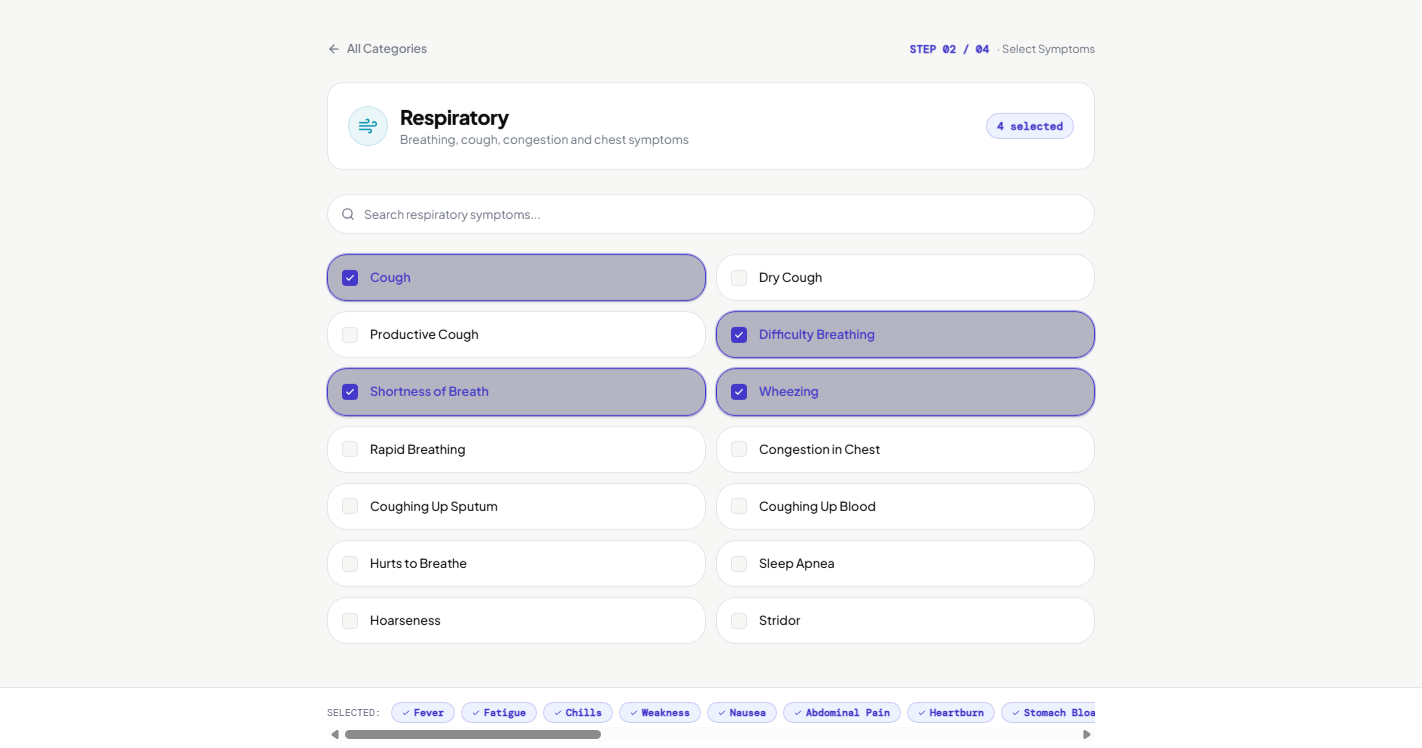 All Categories
STEP 02 / 04 · Select Symptoms
Respiratory
Breathing, cough, congestion and chest symptoms
4 selected
Search respiratory symptoms...
Cough
Dry Cough
Productive Cough
Difficulty Breathing
Shortness of Breath
Wheezing
Rapid Breathing
Congestion in Chest
Coughing Up Sputum
Coughing Up Blood
Hurts to Breathe
Sleep Apnea
Hoarseness
Stridor
SELECTED: Fever Fatigue Chills Weakness Nausea Abdominal Pain Heartburn Stomach Bloa